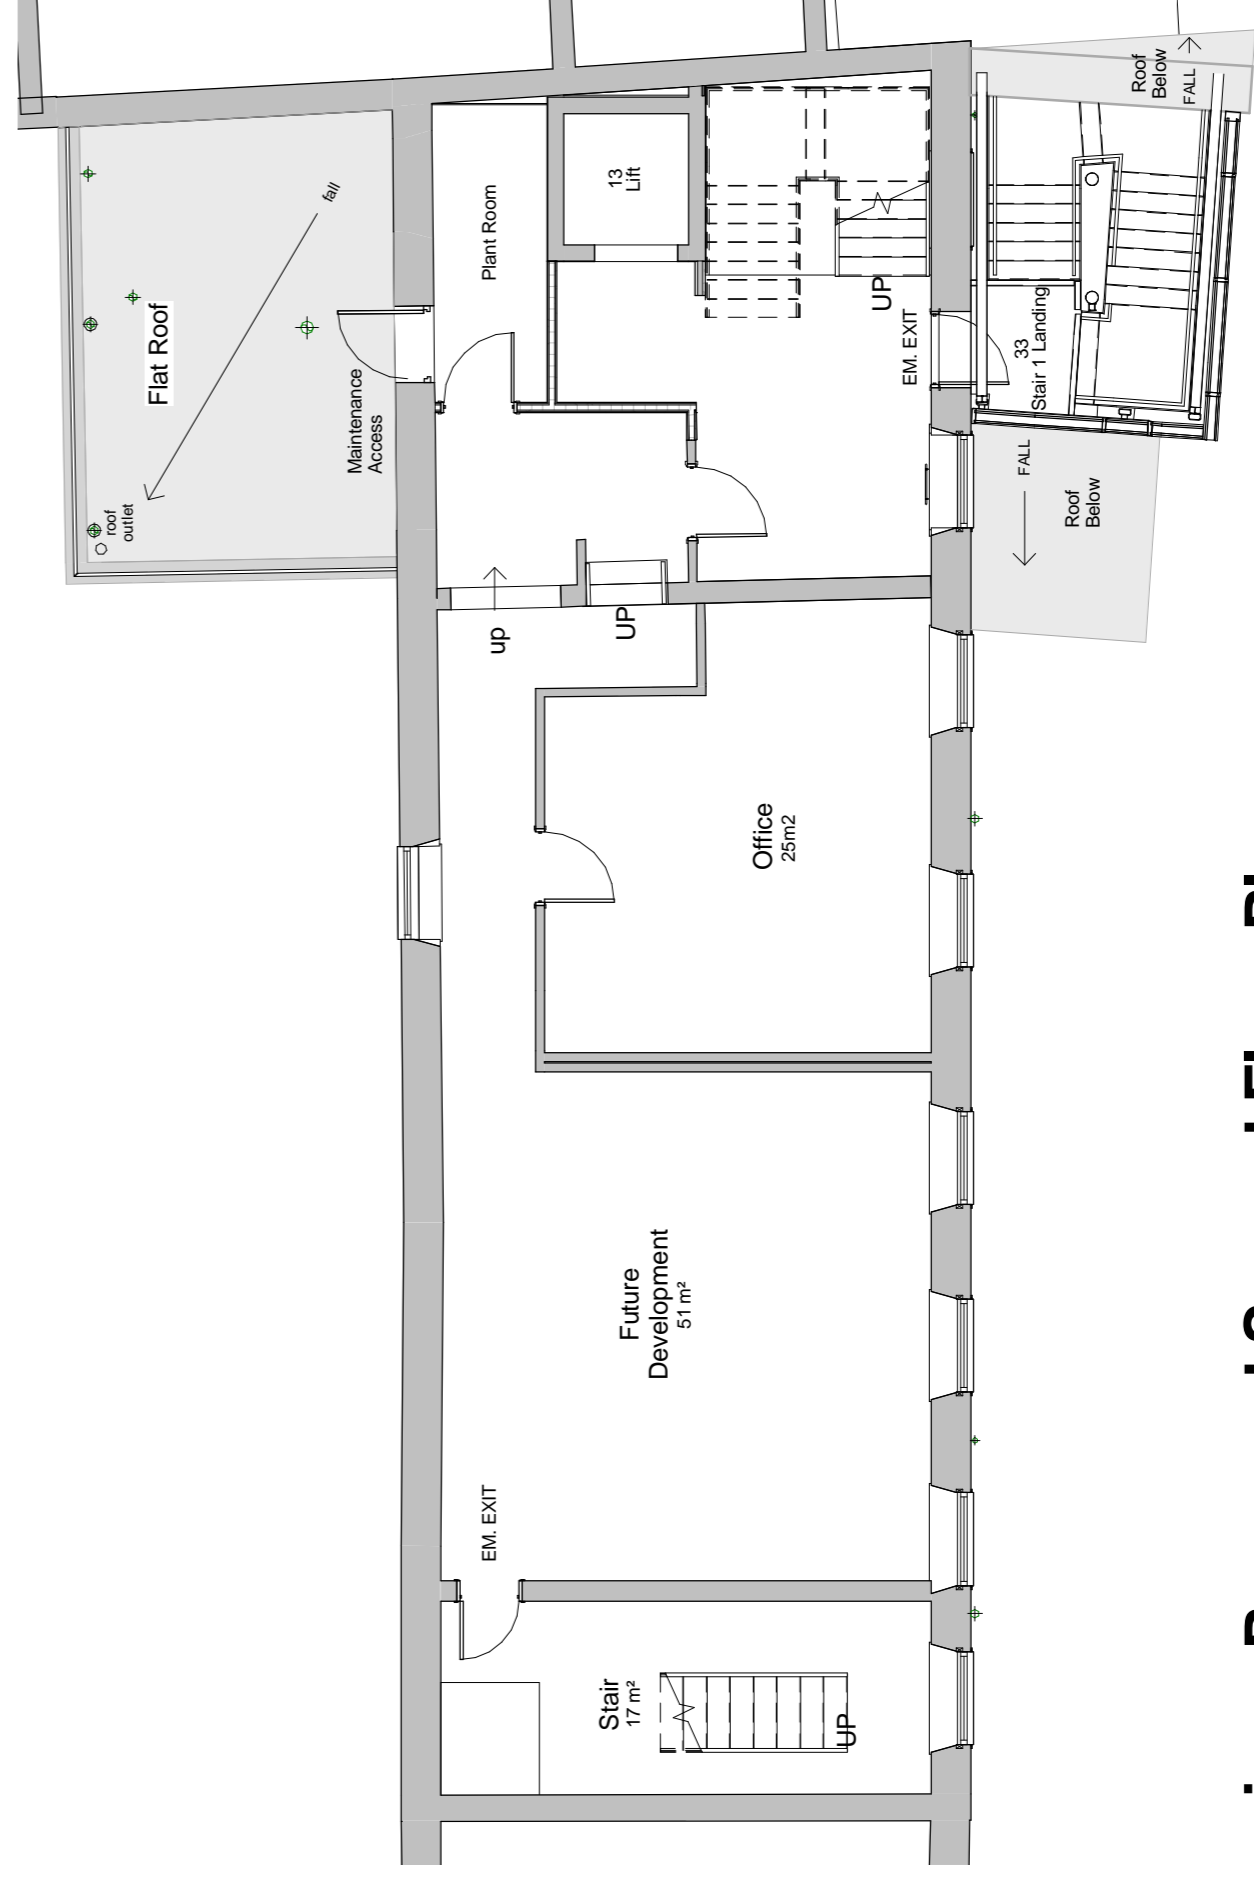 Roof
Below
FALL
13
Lift
fall
Plant Room
Flat Roof
UP
EM. EXIT
33
Stair 1 Landing
Maintenance
Access
roof
outlet
FALL
Roof
Below
up
UP
Office
25m2
Future
Development
51 m²
EM. EXIT
Stair
17 m²
UP